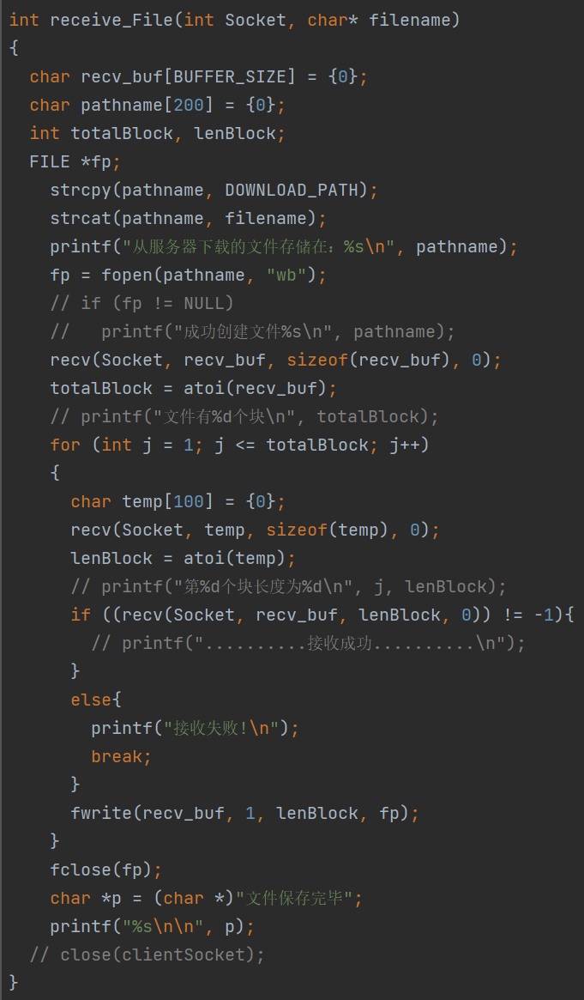 int receive_File(int Socket, char* filename)
{
  char recv_buf[BUFFER_SIZE] = {0};
  char pathname[200] = {0};
  int totalBlock, lenBlock;
  FILE *fp;
    strcpy(pathname, DOWNLOAD_PATH);
    strcat(pathname, filename);
    printf("从服务器下载的文件存储在：%s\n", pathname);
    fp = fopen(pathname, "wb");
    // if (fp != NULL)
    //   printf("成功创建文件%s\n", pathname);
    recv(Socket, recv_buf, sizeof(recv_buf), 0);
    totalBlock = atoi(recv_buf);
    // printf("文件有%d个块\n", totalBlock);
    for (int j = 1; j <= totalBlock; j++)
    {
      char temp[100] = {0};
      recv(Socket, temp, sizeof(temp), 0);
      lenBlock = atoi(temp);
      // printf("第%d个块长度为%d\n", j, lenBlock);
      if ((recv(Socket, recv_buf, lenBlock, 0)) != -1){
        // printf("..........接收成功..........\n");
      }
      else{
        printf("接收失败!\n");
        break;
      }
      fwrite(recv_buf, 1, lenBlock, fp);
    }
    fclose(fp);
    char *p = (char *)"文件保存完毕";
    printf("%s\n\n", p);
  // close(clientSocket);
}